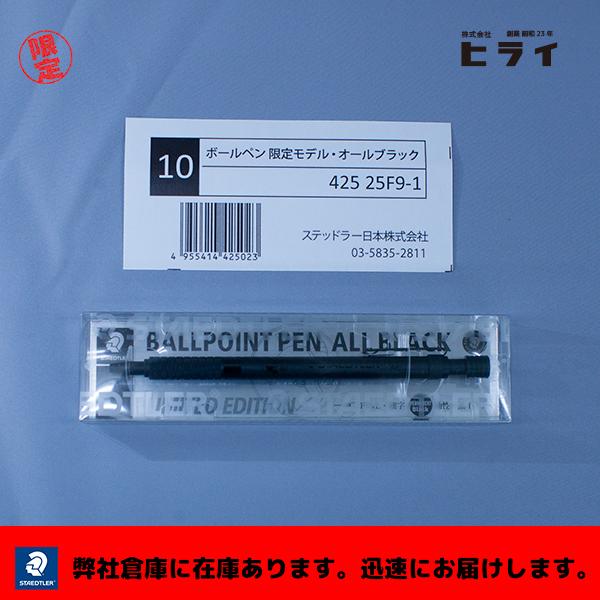 限定
株式会社 創業 昭和23年
ヒライ
10 ボールペン 限定モデル・オールブラック
425 25F9-1
4 955414 425023
ステッドラー日本株式会社
03-5835-2811
BALLPOINT PEN ALL BLACK
STAEDTLER
LIMITED EDITION
STAEDTLER
弊社倉庫に在庫あります。迅速にお届けします。